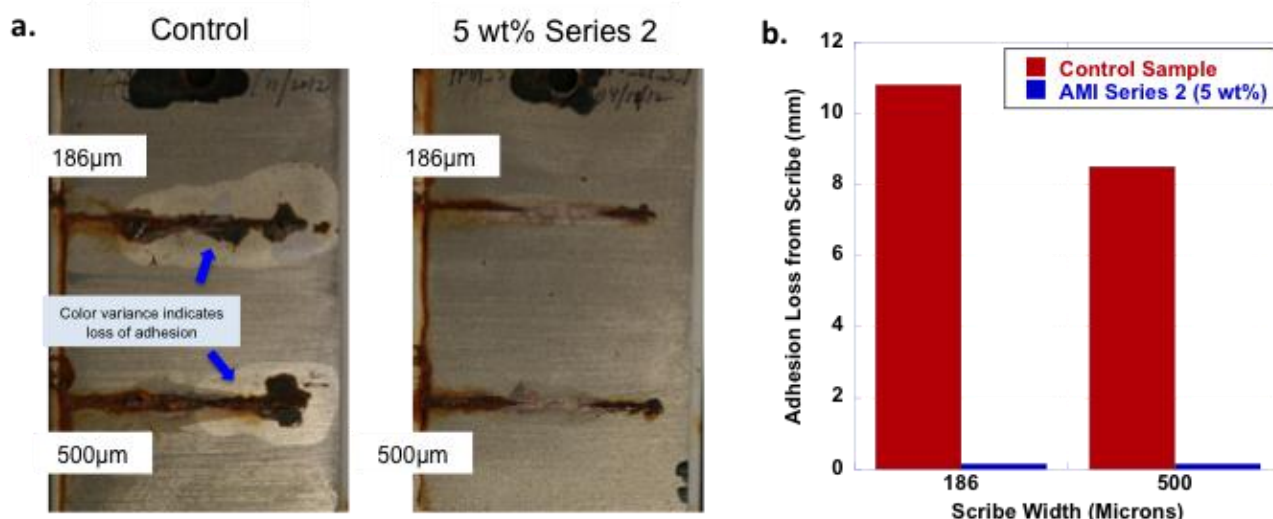 a.
Control
5 wt% Series 2
186µm
186µm
Color variance indicates
loss of adhesion
500µm
500µm
b.
12
10
8
6
4
2
0
Control Sample
AMI Series 2 (5 wt%)
Adhesion Loss from Scribe (mm)
186
500
Scribe Width (Microns)